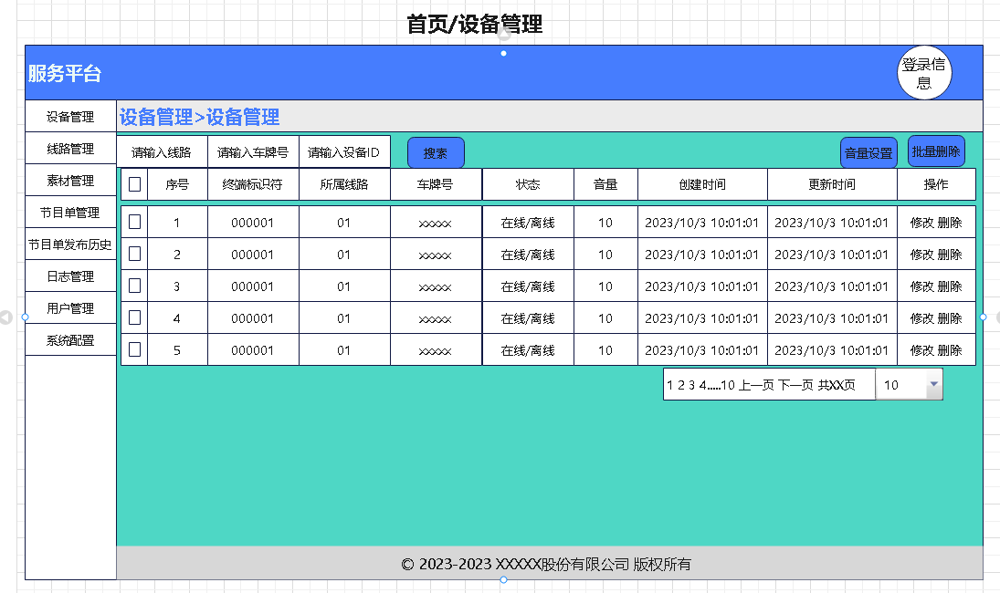 首页/设备管理
服务平台
登录信
息
设备管理
线路管理
素材管理
节目单管理
节目单发布历史
日志管理
用户管理
系统配置
设备管理>设备管理
请输入线路 请输入车牌号 请输入设备ID 搜索 音量设置 批量删除
序号 终端标识符 所属线路 车牌号 状态 音量 创建时间 更新时间 操作
1 000001 01 xxxxx 在线/离线 10 2023/10/3 10:01:01 2023/10/3 10:01:01 修改 删除
2 000001 01 xxxxx 在线/离线 10 2023/10/3 10:01:01 2023/10/3 10:01:01 修改 删除
3 000001 01 xxxxx 在线/离线 10 2023/10/3 10:01:01 2023/10/3 10:01:01 修改 删除
4 000001 01 xxxxx 在线/离线 10 2023/10/3 10:01:01 2023/10/3 10:01:01 修改 删除
5 000001 01 xxxxx 在线/离线 10 2023/10/3 10:01:01 2023/10/3 10:01:01 修改 删除
1 2 3 4.....10 上一页 下一页 共XX页 10
© 2023-2023 XXXXX股份有限公司 版权所有